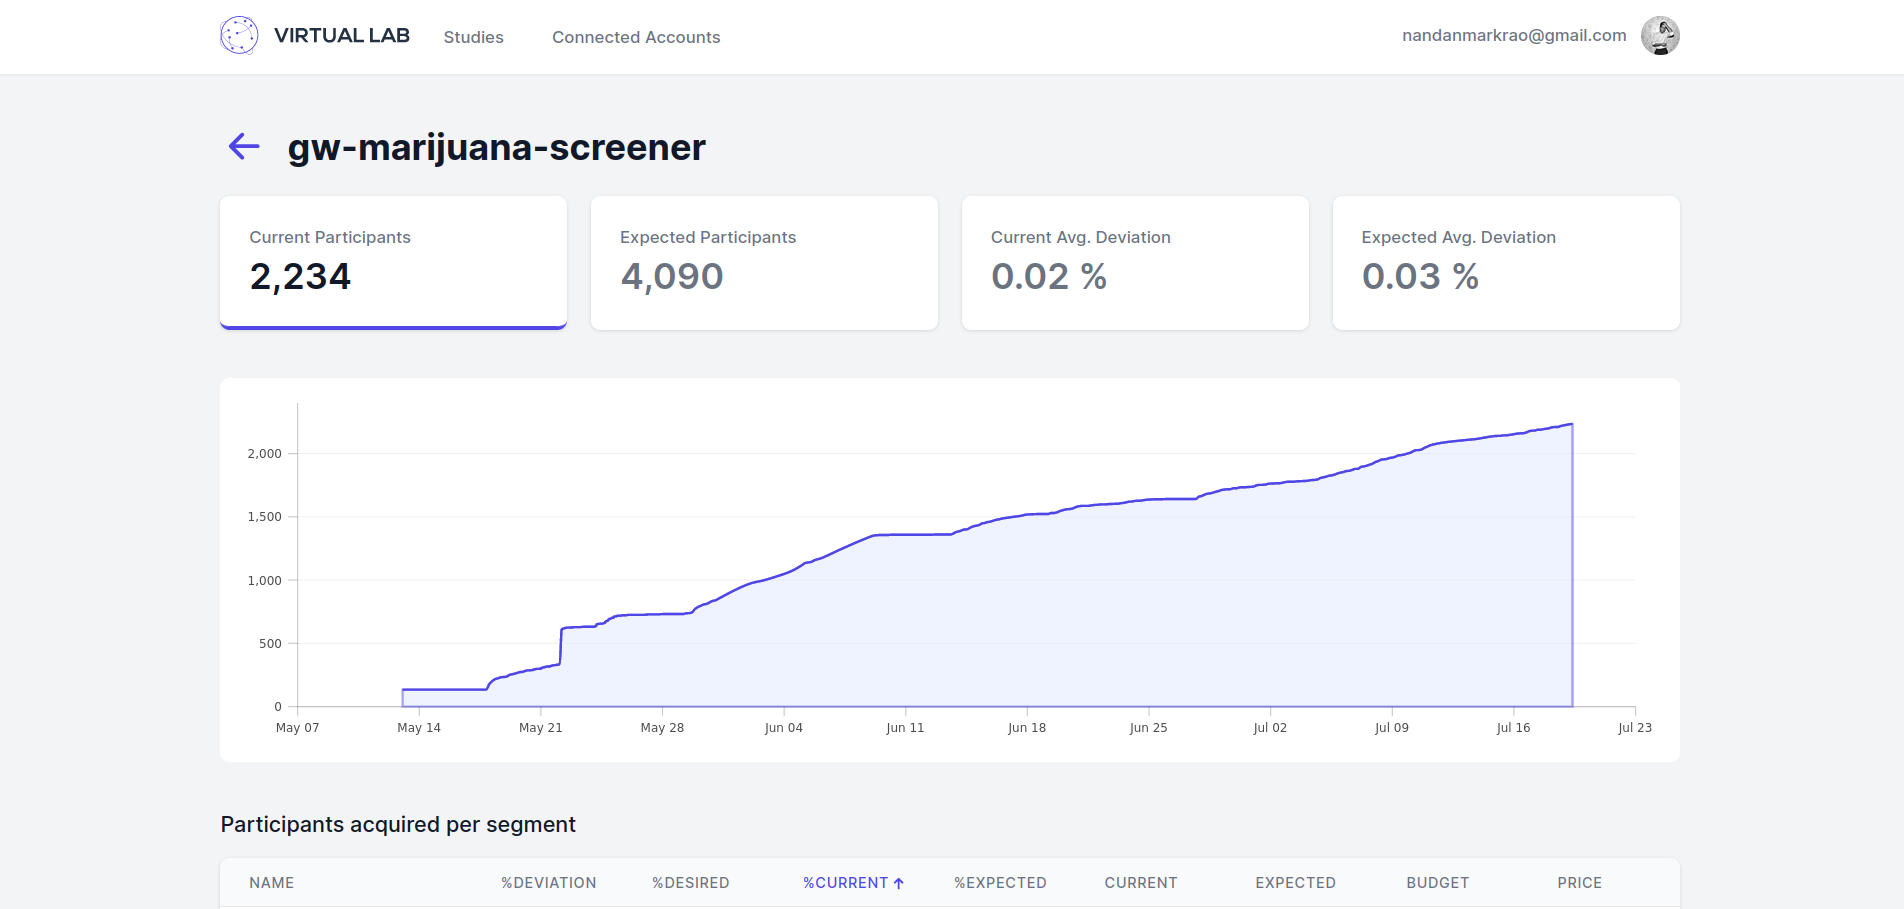 VIRTUAL LAB Studies Connected Accounts nandanmarkrao@gmail.com
gw-marijuana-screener
Current Participants Expected Participants Current Avg. Deviation Expected Avg. Deviation
2,234 4,090 0.02 % 0.03 %
2,000
1,500
1,000
500
0
May 07 May 14 May 21 May 28 Jun 04 Jun 11 Jun 18 Jun 25 Jul 02 Jul 09 Jul 16 Jul 23
Participants acquired per segment
NAME %DEVIATION %DESIRED %CURRENT %EXPECTED CURRENT EXPECTED BUDGET PRICE